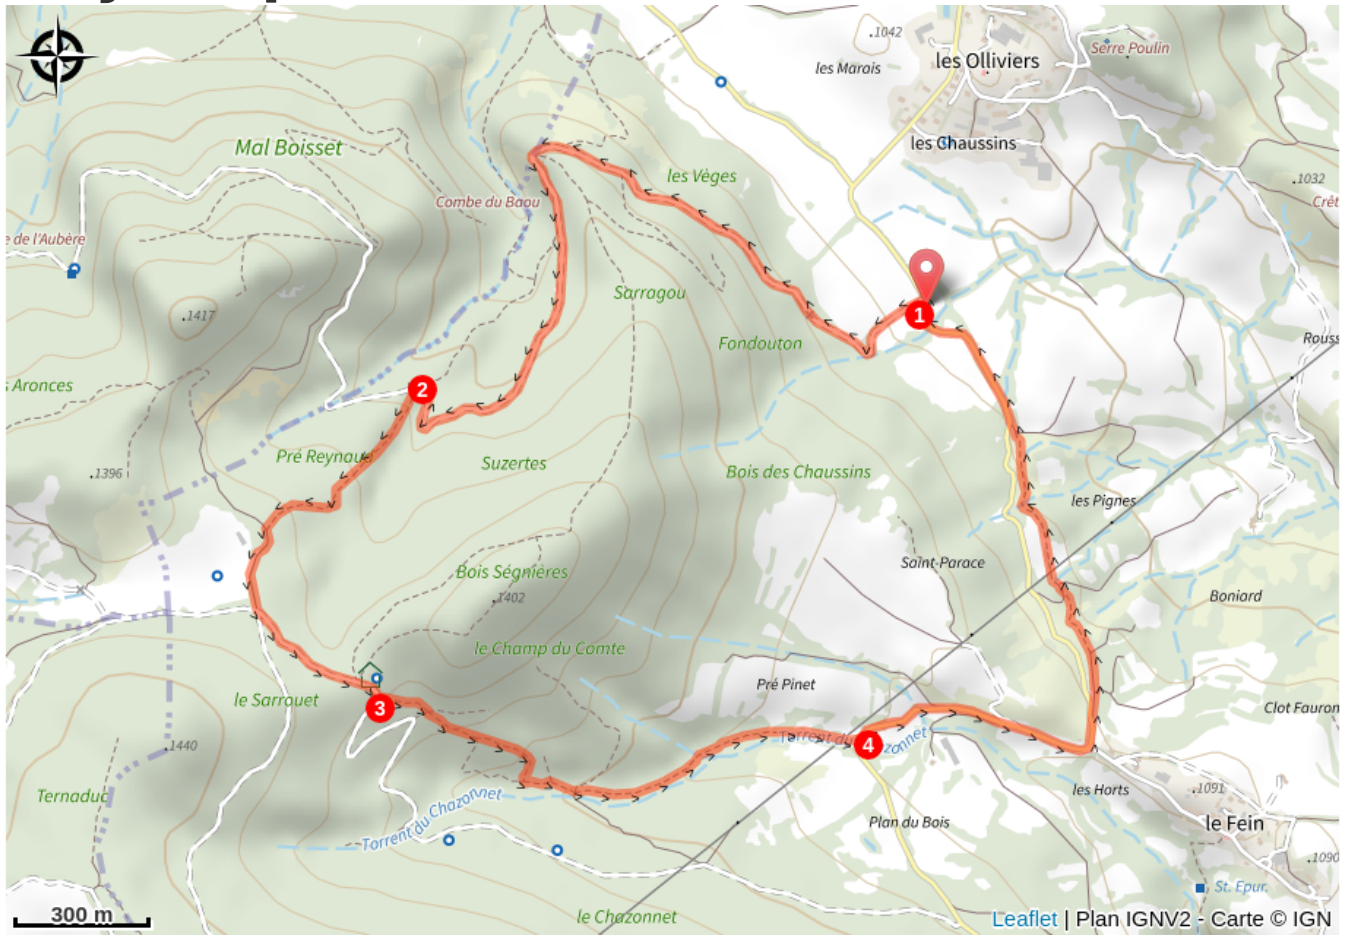 .1042
les Olliviers
Serre Poulin
les Marais
les Chaussins
Mal Boisset
les Vèges
.1032
Combe du Baou
Crêt
e de l'Aubère
Sarragou
.1417
1
Fondouton
Rouss
s Aronces
2
Pré Reynaud
Suzertes
Bois des Chaussins
.1396
les Pignes
Saint-Parace
Bois Ségnières
.1402
Boniard
le Champ du Comte
Pré Pinet
le Sarrouet
3
Clot Fauron
.1440
Torrent du Chazonnet
4
Ternaduc
les Horts
.1091
Torrent du Chazonnet
Plan du Bois
le Fein
.1090
St. Epur.
300 m
le Chazonnet
Leaflet | Plan IGNV2 - Carte © IGN